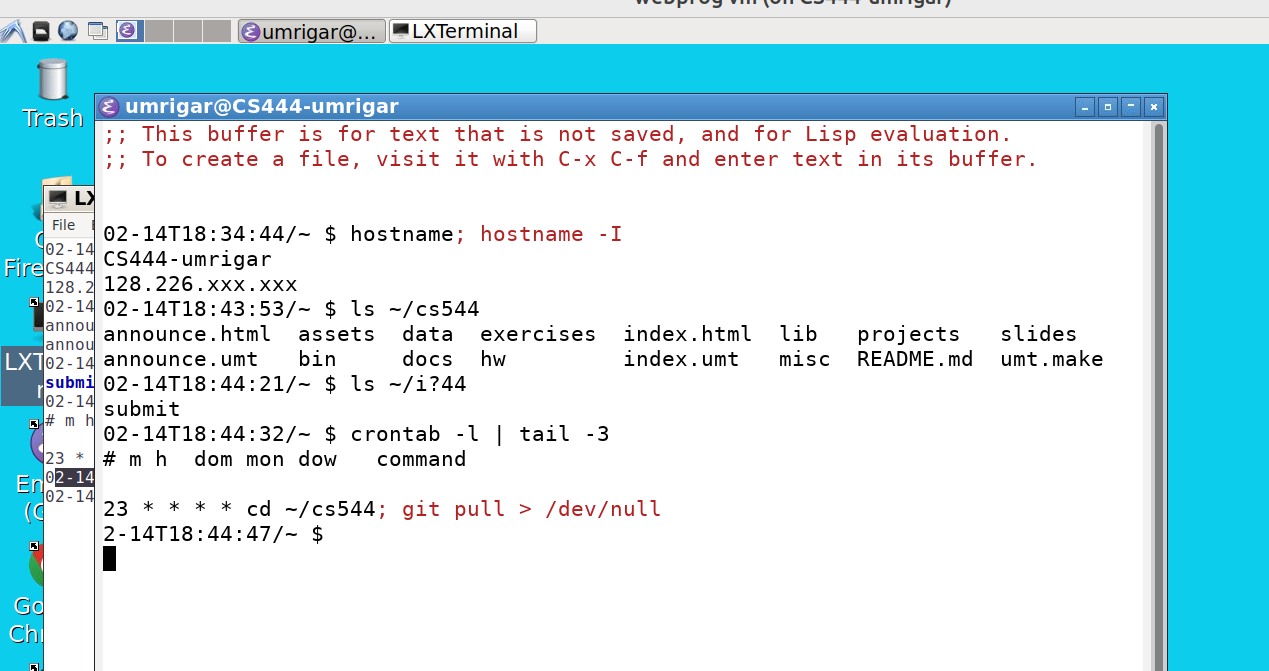 umrigar@...
LXTerminal
Trash
umrigar@CS444-umrigar
;; This buffer is for text that is not saved, and for Lisp evaluation.
;; To create a file, visit it with C-x C-f and enter text in its buffer.
02-14T18:34:44/~ $ hostname; hostname -I
CS444-umrigar
128.226.xxx.xxx
02-14T18:43:53/~ $ ls ~/cs544
announce.html assets data exercises index.html lib projects slides
announce.umt bin docs hw index.umt misc README.md umt.make
02-14T18:44:21/~ $ ls ~/i?44
submit
02-14T18:44:32/~ $ crontab -l | tail -3
# m h dom mon dow command
23 * * * * cd ~/cs544; git pull > /dev/null
2-14T18:44:47/~ $
LX
File
02-14
CS444
128.2
02-14
annou
annou
02-14
submi
02-14
# m h
23 *
02-14
02-14
Fire
LXT
En
(C
Go
Ch